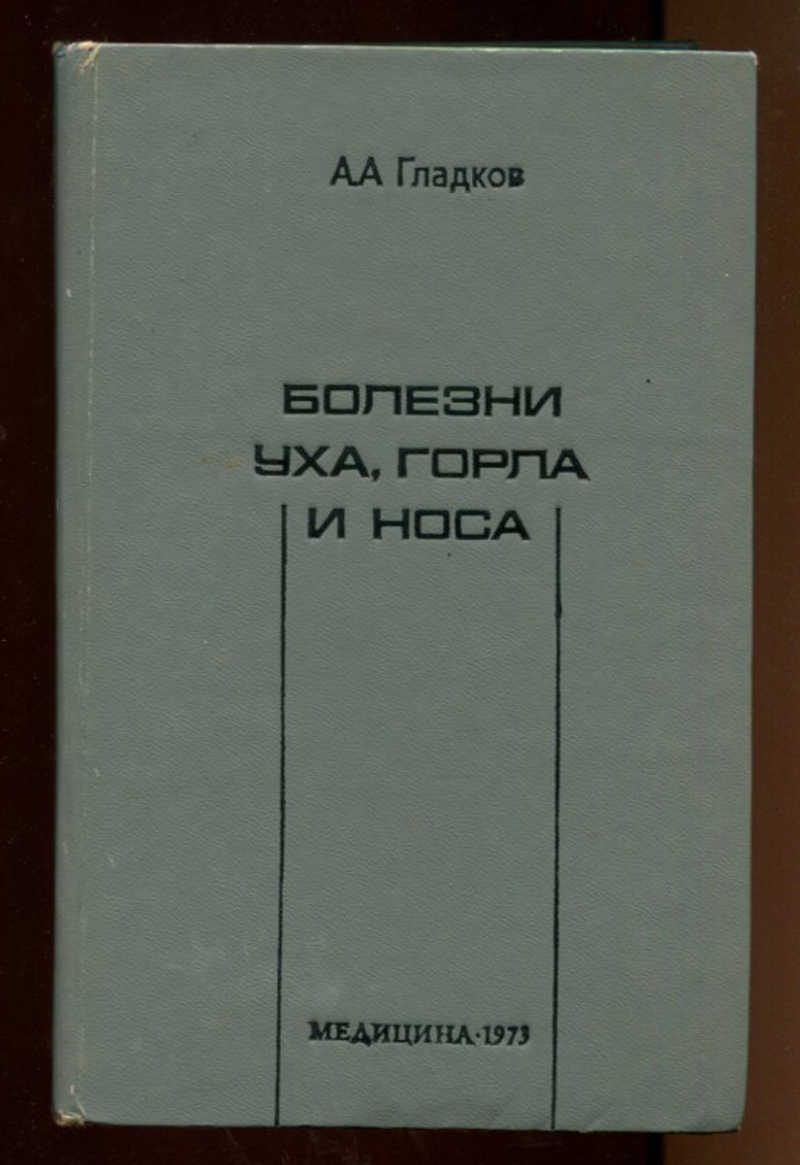 А.А Гладков
БОЛЕЗНИ
УХА, ГОРЛА
И НОСА
МЕДИЦИНА·1973